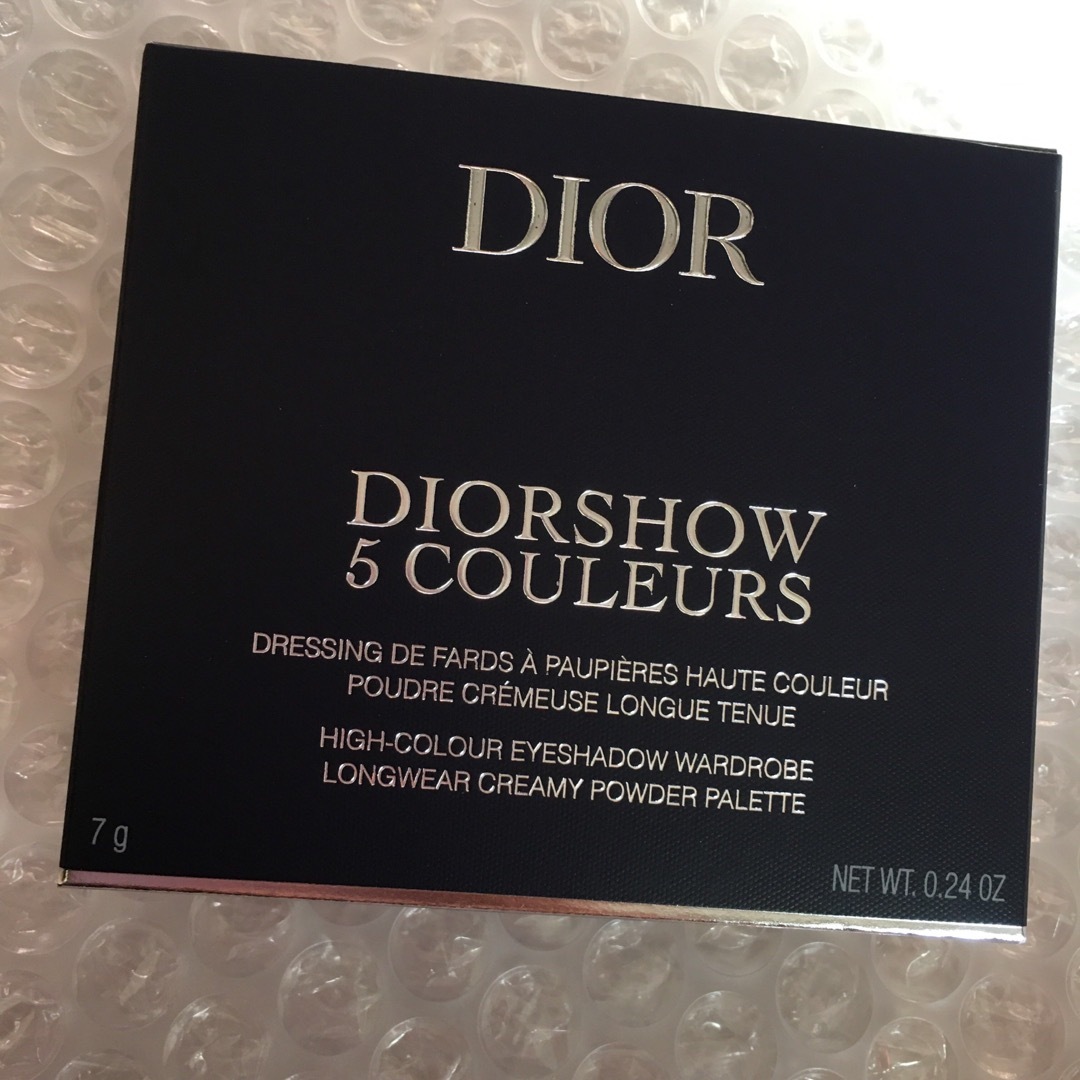 DIOR
DIORSHOW
5 COULEURS
DRESSING DE FARDS À PAUPIÈRES HAUTE COULEUR
POUDRE CRÉMEUSE LONGUE TENUE
HIGH-COLOUR EYESHADOW WARDROBE
LONGWEAR CREAMY POWDER PALETTE
7 g
NET WT. 0.24 OZ